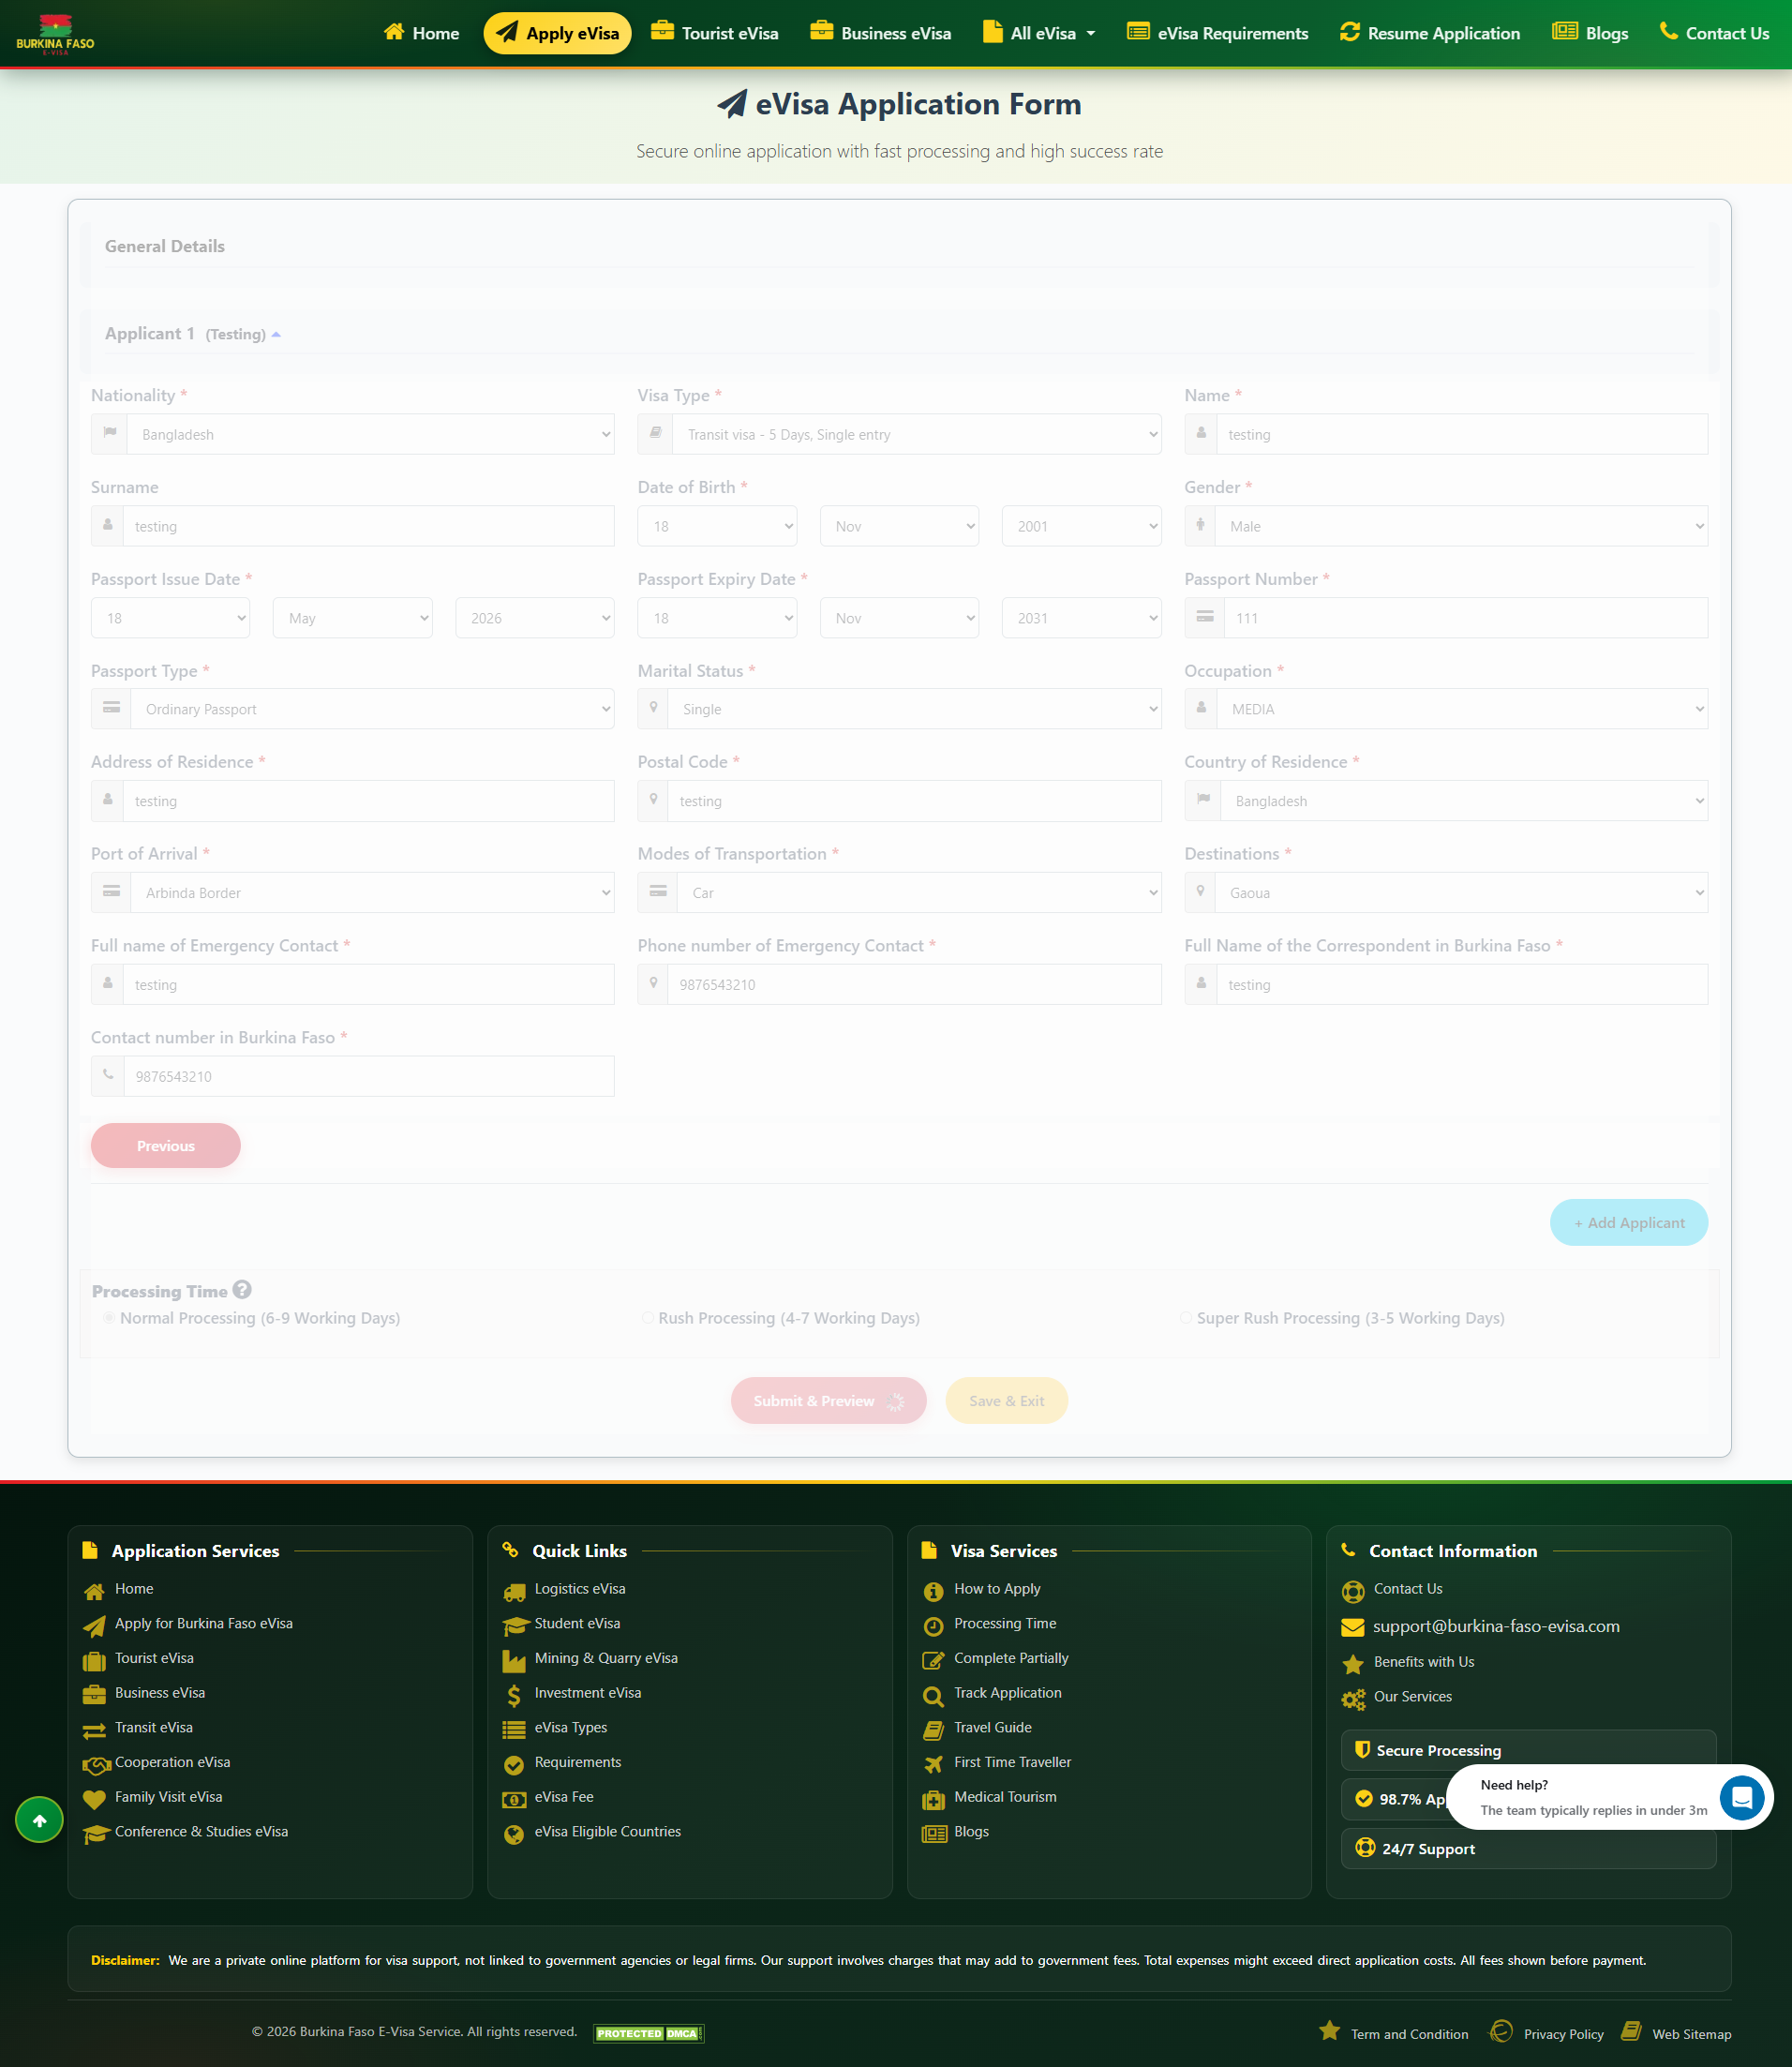 BURKINA FASO
E-VISA
Home
Apply eVisa
Tourist eVisa
Business eVisa
All eVisa
eVisa Requirements
Resume Application
Blogs
Contact Us
eVisa Application Form
Secure online application with fast processing and high success rate
General Details
Applicant 1 (Testing)
Nationality * Visa Type * Name *
Bangladesh Transit visa - 5 Days, Single entry testing
Surname Date of Birth * Gender *
testing 18 Nov 2001 Male
Passport Issue Date * Passport Expiry Date * Passport Number *
18 May 2026 18 Nov 2031 111
Passport Type * Marital Status * Occupation *
Ordinary Passport Single MEDIA
Address of Residence * Postal Code * Country of Residence *
testing testing Bangladesh
Port of Arrival * Modes of Transportation * Destinations *
Arbinda Border Car Gaoua
Full name of Emergency Contact * Phone number of Emergency Contact * Full Name of the Correspondent in Burkina Faso *
testing 9876543210 testing
Contact number in Burkina Faso *
9876543210
Previous
+ Add Applicant
Processing Time
Normal Processing (6-9 Working Days) Rush Processing (4-7 Working Days) Super Rush Processing (3-5 Working Days)
Submit & Preview Save & Exit
Application Services
Home
Apply for Burkina Faso eVisa
Tourist eVisa
Business eVisa
Transit eVisa
Cooperation eVisa
Family Visit eVisa
Conference & Studies eVisa
Quick Links
Logistics eVisa
Student eVisa
Mining & Quarry eVisa
Investment eVisa
eVisa Types
Requirements
eVisa Fee
eVisa Eligible Countries
Visa Services
How to Apply
Processing Time
Complete Partially
Track Application
Travel Guide
First Time Traveller
Medical Tourism
Blogs
Contact Information
Contact Us
support@burkina-faso-evisa.com
Benefits with Us
Our Services
Secure Processing
98.7%
24/7 Support
Need help?
The team typically replies in under 3m
Disclaimer: We are a private online platform for visa support, not linked to government agencies or legal firms. Our support involves charges that may add to government fees. Total expenses might exceed direct application costs. All fees shown before payment.
© 2026 Burkina Faso E-Visa Service. All rights reserved.
PROTECTED DMCA
Term and Condition
Privacy Policy
Web Sitemap